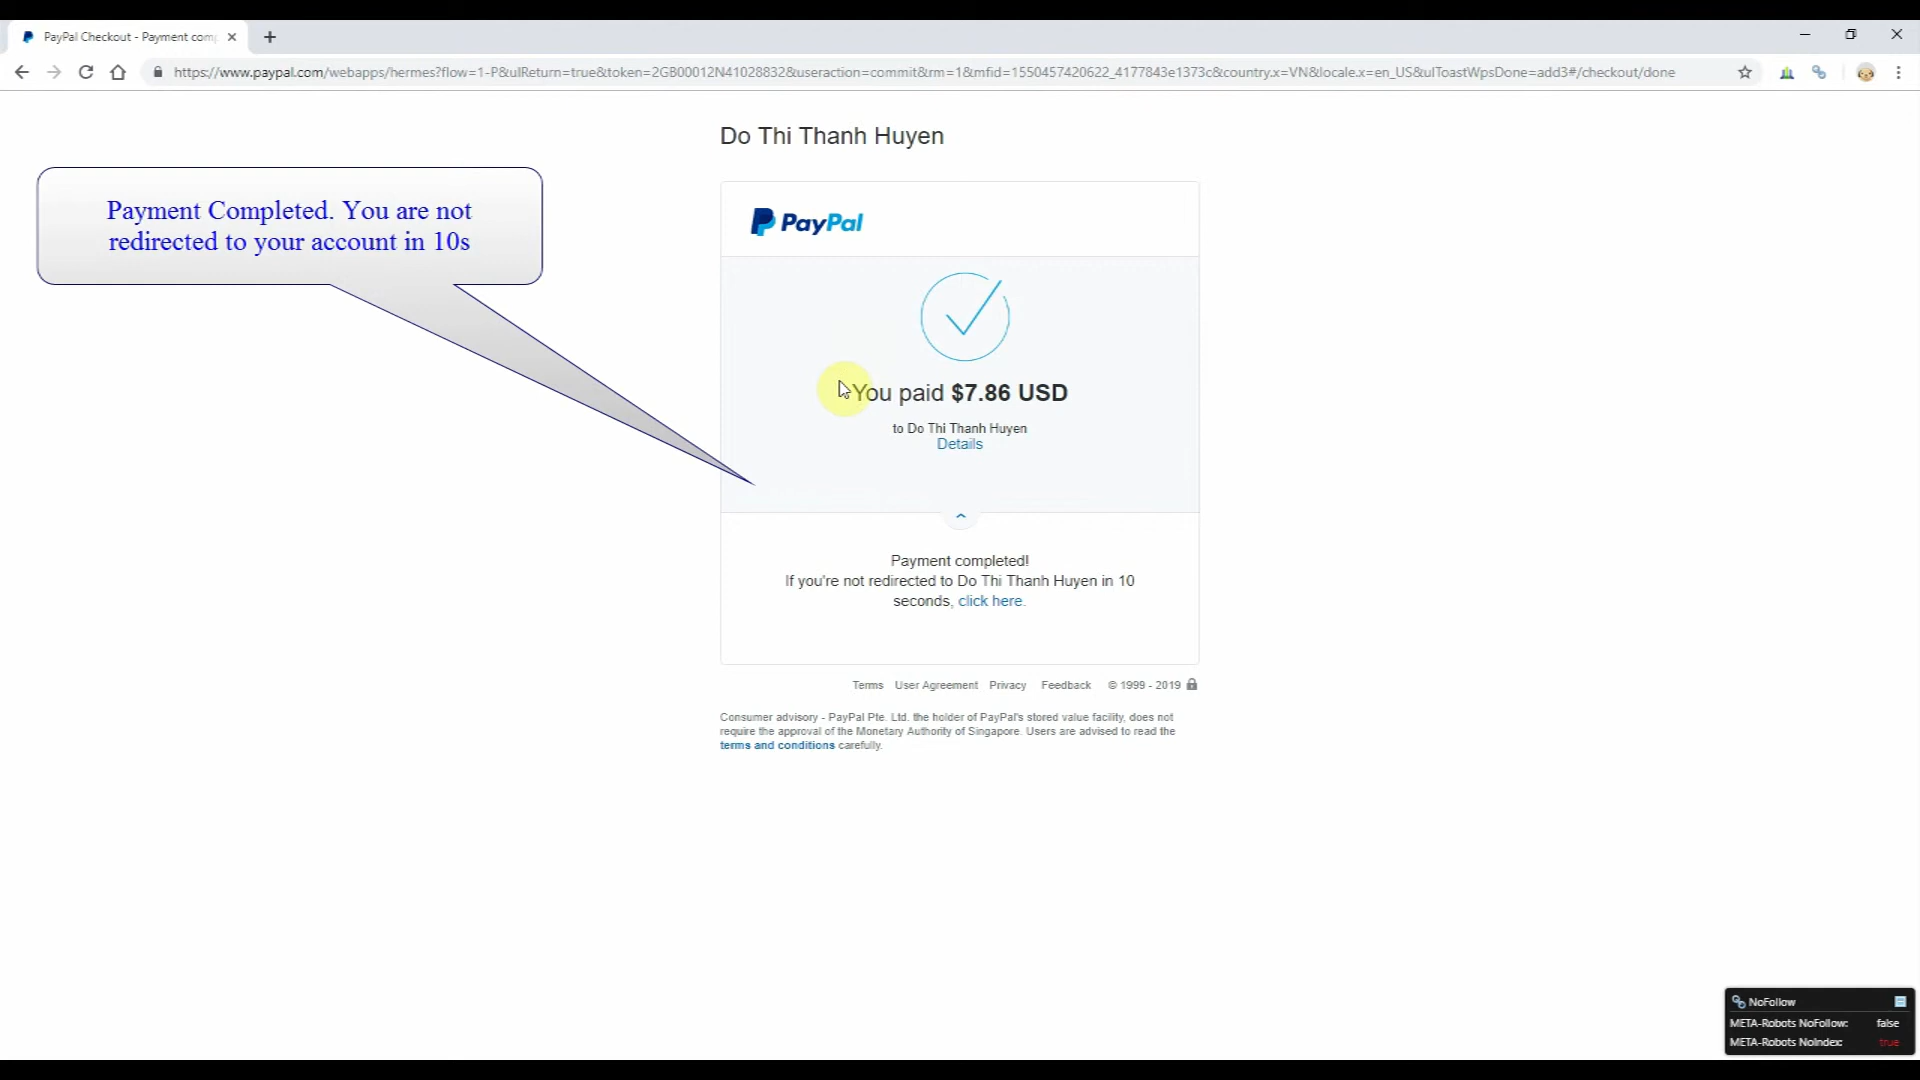 PayPal Checkout - Payment comp
https://www.paypal.com/webapps/hermes?flow=1-P&ulReturn=true&token=2GB00012N41028832&useraction=commit&rm=1&mfid=1550457420622_4177843e1373c&country.x=VN&locale.x=en_US&ulToastWpsDone=add3#/checkout/done
Do Thi Thanh Huyen
Payment Completed. You are not
redirected to your account in 10s
PayPal
You paid $7.86 USD
to Do Thi Thanh Huyen
Details
Payment completed!
If you're not redirected to Do Thi Thanh Huyen in 10
seconds, click here.
Terms User Agreement Privacy Feedback © 1999 - 2019
Consumer advisory - PayPal Pte. Ltd. the holder of PayPal's stored value facility, does not
require the approval of the Monetary Authority of Singapore. Users are advised to read the
terms and conditions carefully.
NoFollow
META-Robots NoFollow: false
META-Robots NoIndex: true